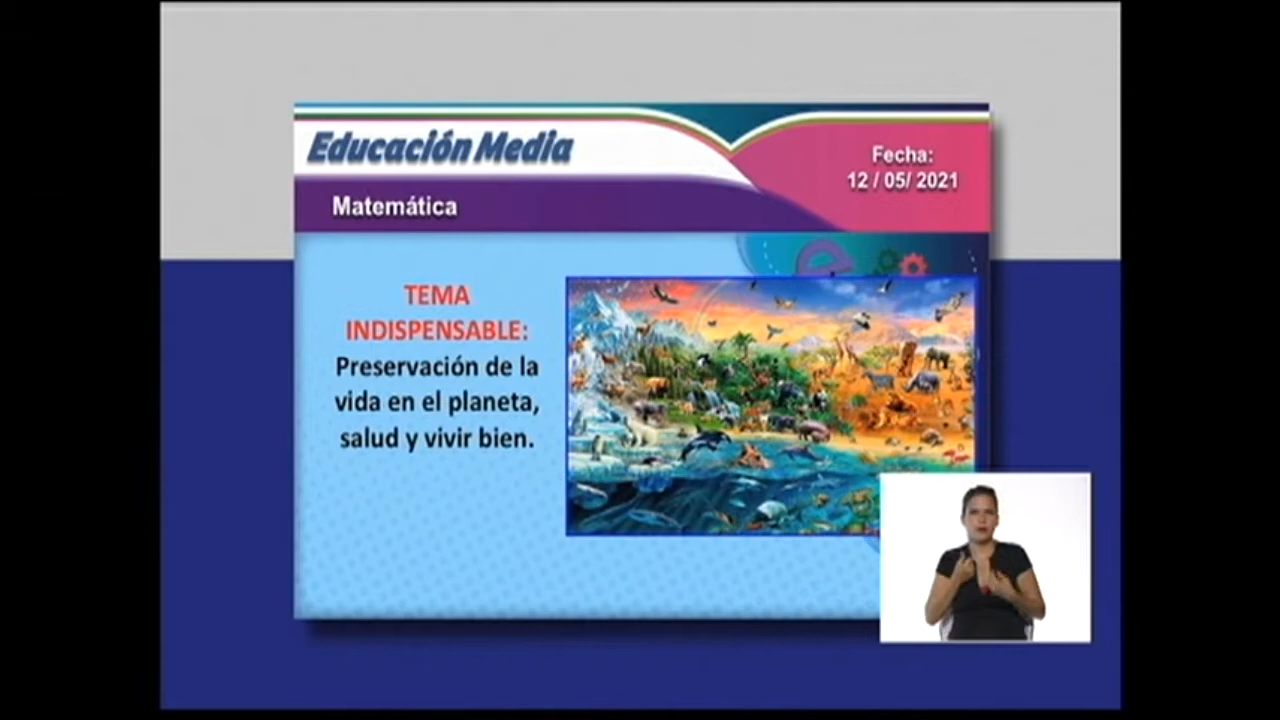 Educación Media
Fecha:
12 / 05/ 2021
Matemática
TEMA
INDISPENSABLE:
Preservación de la
vida en el planeta,
salud y vivir bien.